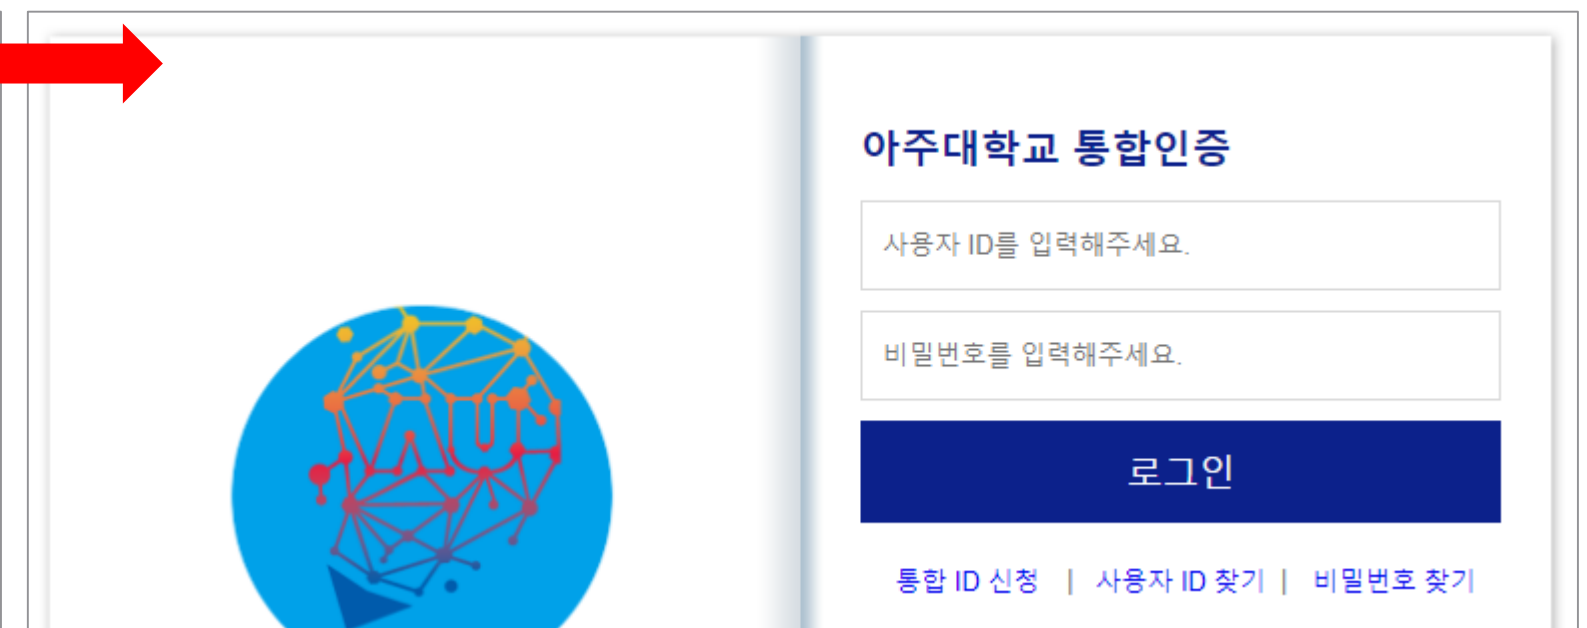 아주대학교 통합인증
사용자 ID를 입력해주세요.
비밀번호를 입력해주세요.
로그인
통합 ID 신청 | 사용자 ID 찾기 | 비밀번호 찾기
AU